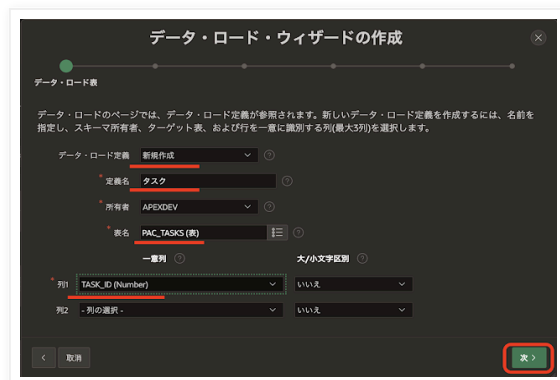 データ・ロード・ウィザードの作成
データ・ロード表
データ・ロードのページでは、データ・ロード定義が参照されます。新しいデータ・ロード定義を作成するには、名前を
指定し、スキーマ所有者、ターゲット表、および行を一意に識別する列(最大3列)を選択します。
データ・ロード定義 新規作成
* 定義名 タスク
* 所有者 APEXDEV
* 表名 PAC_TASKS (表)
一意列 大/小文字区別
* 列1 TASK_ID (Number) いいえ
列2 - 列の選択 - いいえ
取消 次